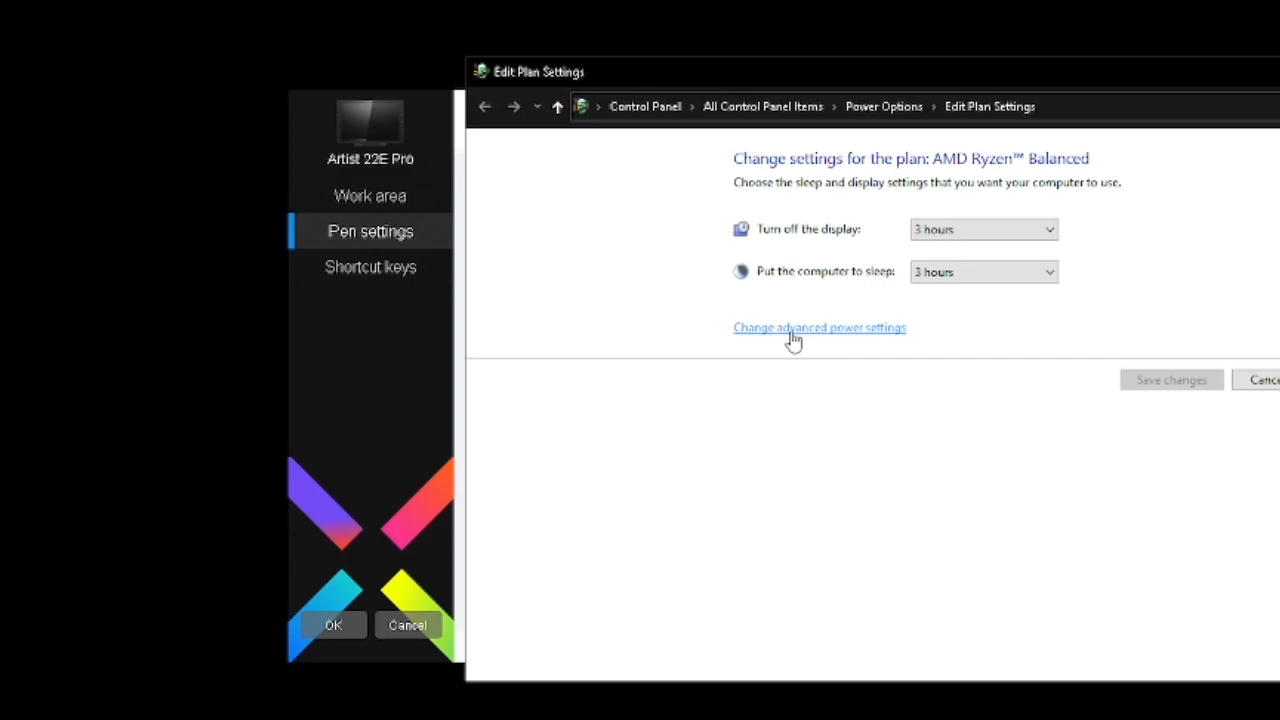 Edit Plan Settings
Control Panel › All Control Panel Items › Power Options › Edit Plan Settings
Artist 22E Pro
Work area
Pen settings
Shortcut keys
OK
Cancel
Change settings for the plan: AMD Ryzen™ Balanced
Choose the sleep and display settings that you want your computer to use.
Turn off the display: 3 hours
Put the computer to sleep: 3 hours
Change advanced power settings
Save changes Cance